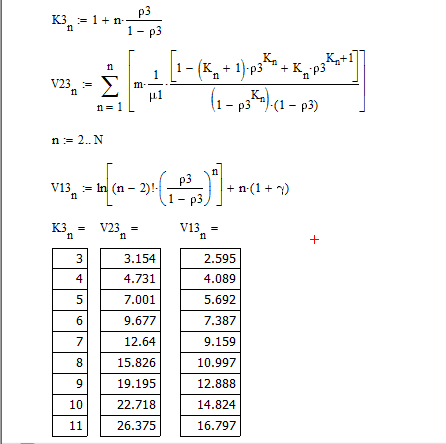 K3n := 1 + n·ρ3/(1 − ρ3)
V23n := ∑(n = 1..n) [m·1/μ1·[1 − (Kn + 1)·ρ3^Kn + Kn·ρ3^(Kn+1)]/((1 − ρ3^Kn)·(1 − ρ3))]
n := 2.. N
V13n := ln[(n − 2)!·(ρ3/(1 − ρ3))^n] + n·(1 + γ)
K3n = V23n = V13n =
3 3.154 2.595
4 4.731 4.089
5 7.001 5.692
6 9.677 7.387
7 12.64 9.159
8 15.826 10.997
9 19.195 12.888
10 22.718 14.824
11 26.375 16.797